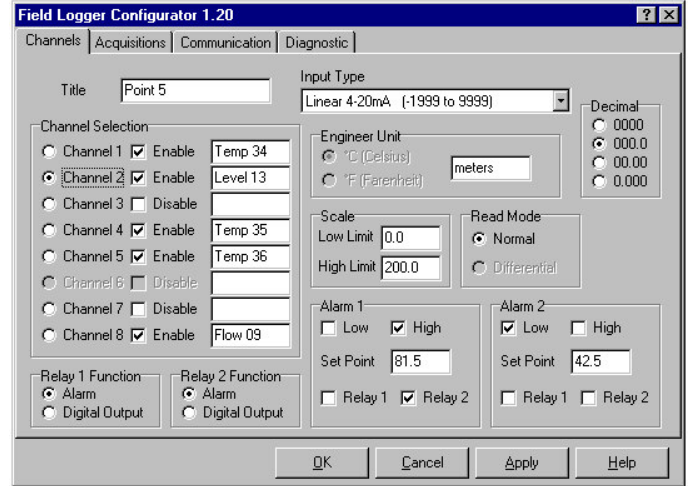 Field Logger Configurator 1.20
Channels Acquisitions Communication Diagnostic
Title Point 5
Input Type
Linear 4-20mA (-1999 to 9999)
Decimal
0000
000.0
00.00
0.000
Channel Selection
Channel 1 Enable Temp 34
Channel 2 Enable Level 13
Channel 3 Disable
Channel 4 Enable Temp 35
Channel 5 Enable Temp 36
Channel 6 Disable
Channel 7 Disable
Channel 8 Enable Flow 09
Engineer Unit
°C (Celsius)
°F (Farenheit)
meters
Scale
Low Limit 0.0
High Limit 200.0
Read Mode
Normal
Differential
Alarm 1
Low High
Set Point 81.5
Relay 1 Relay 2
Alarm 2
Low High
Set Point 42.5
Relay 1 Relay 2
Relay 1 Function
Alarm
Digital Output
Relay 2 Function
Alarm
Digital Output
OK Cancel Apply Help